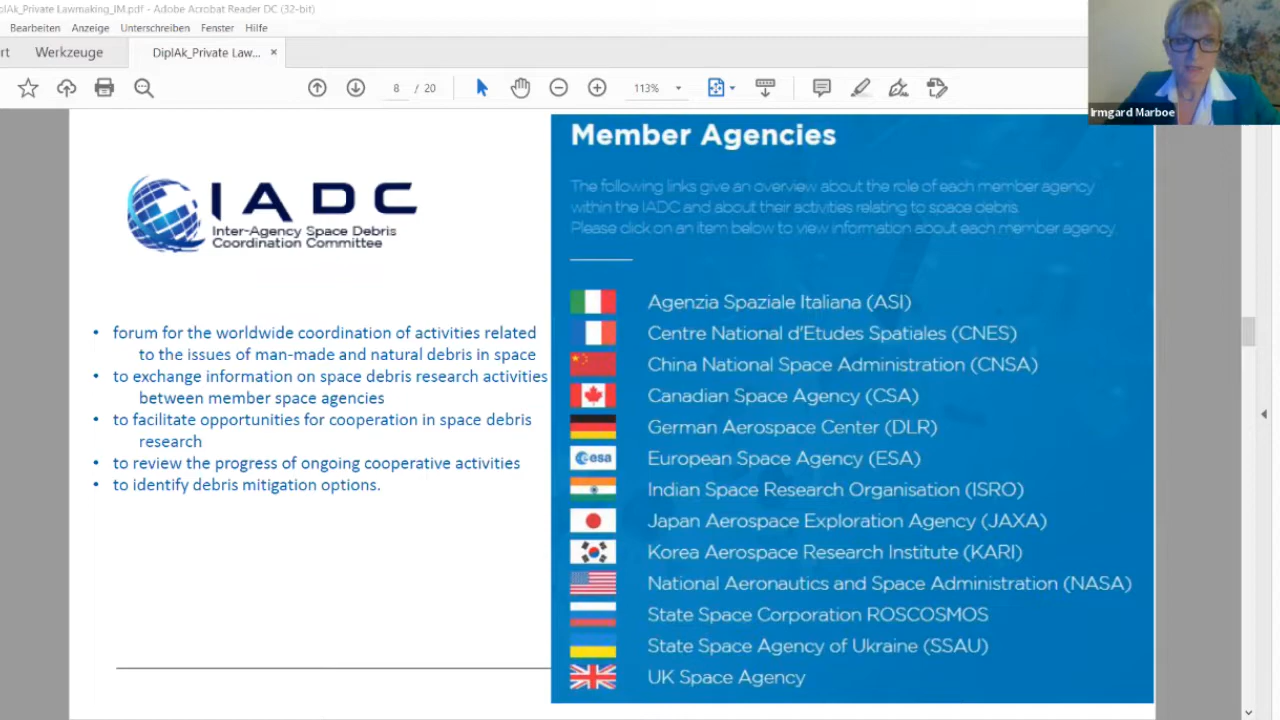 plAk_Private Lawmaking_IM.pdf - Adobe Acrobat Reader DC (32-bit)
Bearbeiten Anzeige Unterschreiben Fenster Hilfe
rt Werkzeuge DiplAk_Private Law... ×
8 / 20 113%
Irmgard Marboe
IADC
Inter-Agency Space Debris
Coordination Committee
• forum for the worldwide coordination of activities related
to the issues of man-made and natural debris in space
• to exchange information on space debris research activities
between member space agencies
• to facilitate opportunities for cooperation in space debris
research
• to review the progress of ongoing cooperative activities
• to identify debris mitigation options.
Member Agencies
The following links give an overview about the role of each member agency
within the IADC and about their activities relating to space debris.
Please click on an item below to view information about each member agency.
Agenzia Spaziale Italiana (ASI)
Centre National d'Etudes Spatiales (CNES)
China National Space Administration (CNSA)
Canadian Space Agency (CSA)
German Aerospace Center (DLR)
esa European Space Agency (ESA)
Indian Space Research Organisation (ISRO)
Japan Aerospace Exploration Agency (JAXA)
Korea Aerospace Research Institute (KARI)
National Aeronautics and Space Administration (NASA)
State Space Corporation ROSCOSMOS
State Space Agency of Ukraine (SSAU)
UK Space Agency